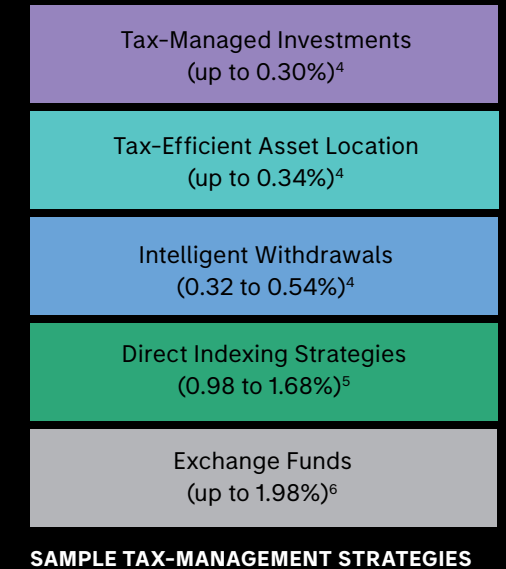 Tax-Managed Investments
(up to 0.30%)⁴
Tax-Efficient Asset Location
(up to 0.34%)⁴
Intelligent Withdrawals
(0.32 to 0.54%)⁴
Direct Indexing Strategies
(0.98 to 1.68%)⁵
Exchange Funds
(up to 1.98%)⁶
SAMPLE TAX-MANAGEMENT STRATEGIES